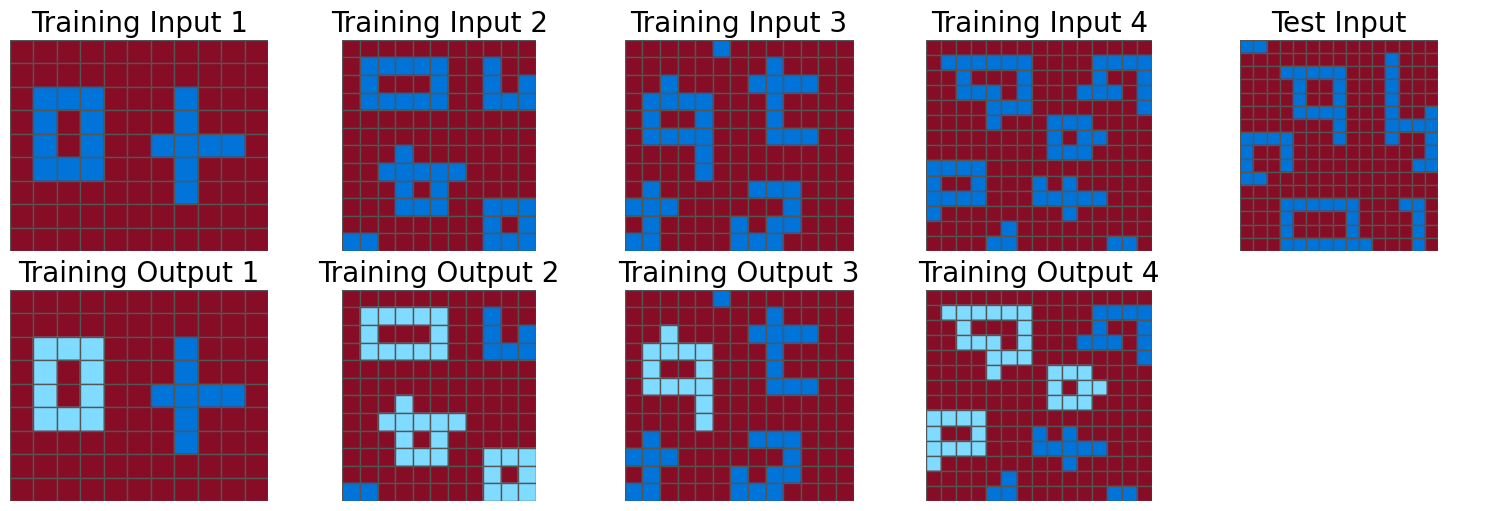 Training Input 1
Training Input 2
Training Input 3
Training Input 4
Test Input
Training Output 1
Training Output 2
Training Output 3
Training Output 4